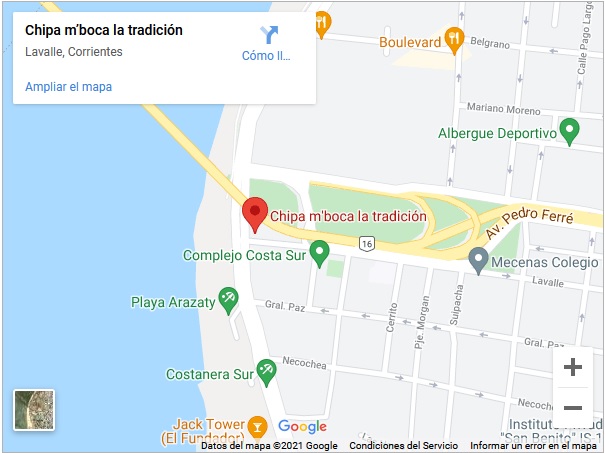 Chipa m'boca la tradición
Lavalle, Corrientes
Cómo ll...
Ampliar el mapa
Boulevard
Belgrano
Calle Pago Largo
Mariano Moreno
Albergue Deportivo
Chipa m'boca la tradición
Av. Pedro Ferré
16
Complejo Costa Sur
Mecenas Colegio
Lavalle
Playa Arazaty
Gral. Paz
Cerrito
Pje. Morgan
Suipacha
Gral. Paz
Necochea
Costanera Sur
Necochea
Jack Tower
(El Fundador)
Google
"San Benito" IS-1
Datos del mapa ©2021 Google
Condiciones del Servicio
Informar un error en el mapa